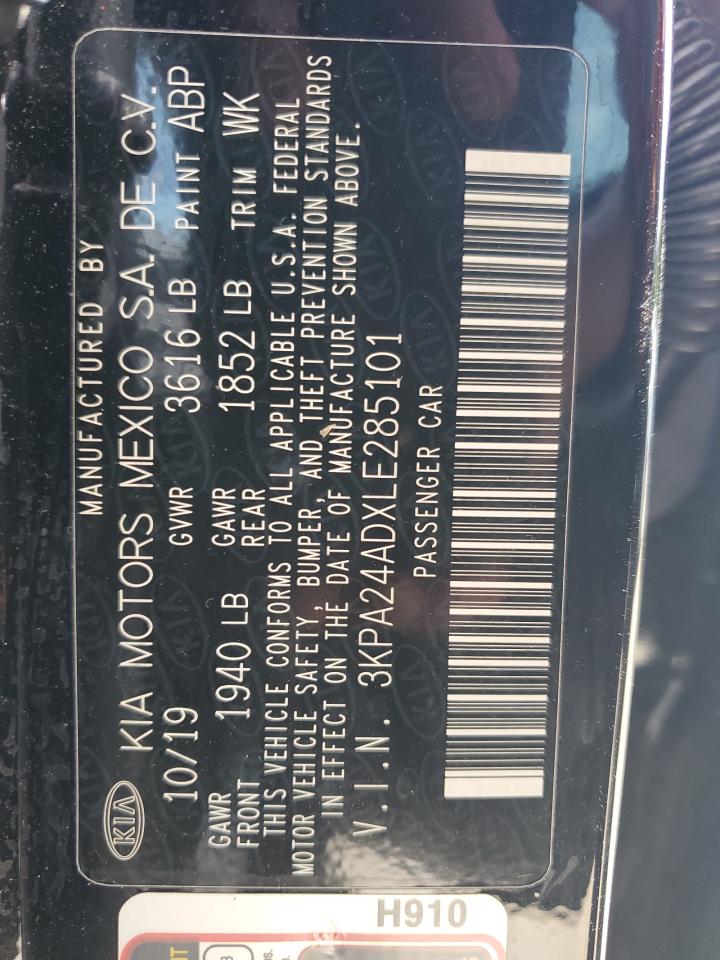 MANUFACTURED BY
KIA KIA MOTORS MEXICO S.A. DE C.V.
10/19 GVWR 3616 LB PAINT ABP
GAWR FRONT 1940 LB GAWR REAR 1852 LB TRIM WK
THIS VEHICLE CONFORMS TO ALL APPLICABLE U.S.A. FEDERAL
MOTOR VEHICLE SAFETY, BUMPER, AND THEFT PREVENTION STANDARDS
IN EFFECT ON THE DATE OF MANUFACTURE SHOWN ABOVE.
V.I.N. 3KPA24ADXLE285101
PASSENGER CAR
H910